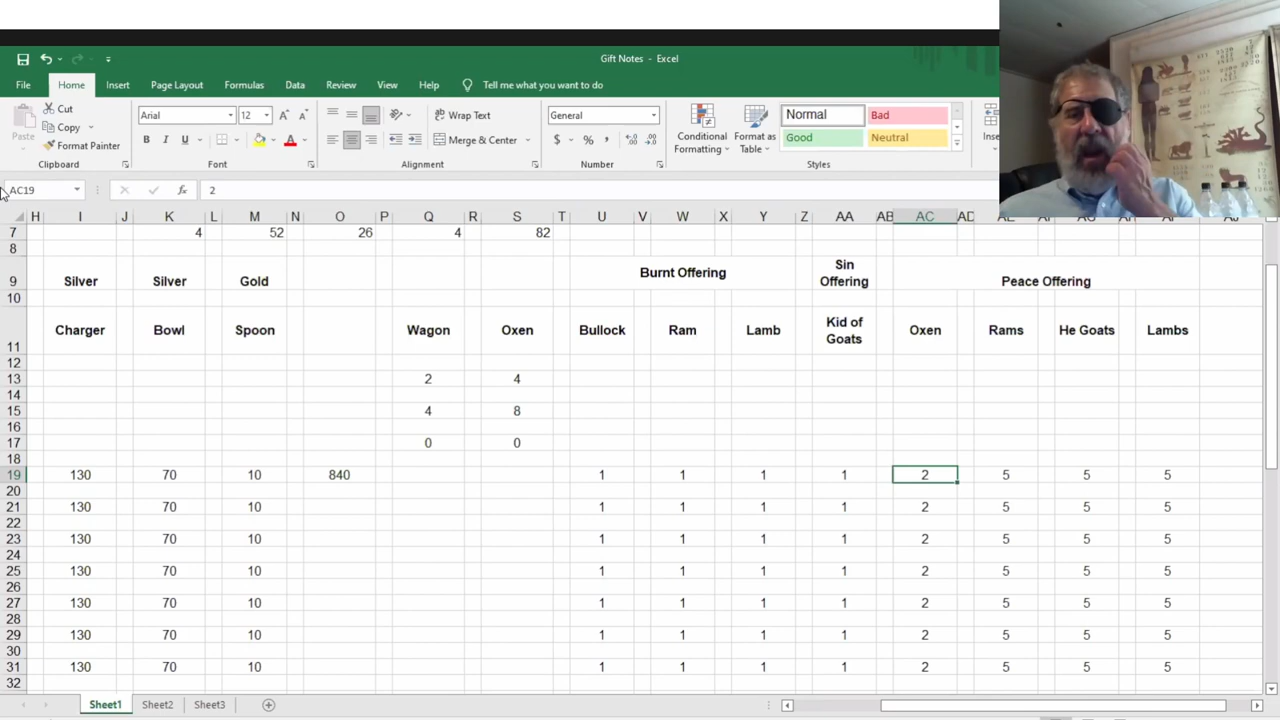 Gift Notes - Excel
File Home Insert Page Layout Formulas Data Review View Help Tell me what you want to do
Cut
Copy
Format Painter
Paste
Arial 12
B I U
Wrap Text
Merge & Center
General
$ % ,
Conditional Formatting
Format as Table
Normal Bad
Good Neutral
Clipboard Font Alignment Number Styles
AC19 fx 2
H I J K L M N O P Q R S T U V W X Y Z AA AB AC AD
7 4 52 26 4 82
8
9 Silver Silver Gold Burnt Offering Sin Offering Peace Offering
10
11 Charger Bowl Spoon Wagon Oxen Bullock Ram Lamb Kid of Goats Oxen Rams He Goats Lambs
12
13 2 4
14
15 4 8
16
17 0 0
18
19 130 70 10 840 1 1 1 1 2 5 5 5
20
21 130 70 10 1 1 1 1 2 5 5 5
22
23 130 70 10 1 1 1 1 2 5 5 5
24
25 130 70 10 1 1 1 1 2 5 5 5
26
27 130 70 10 1 1 1 1 2 5 5 5
28
29 130 70 10 1 1 1 1 2 5 5 5
30
31 130 70 10 1 1 1 1 2 5 5 5
32
Sheet1 Sheet2 Sheet3